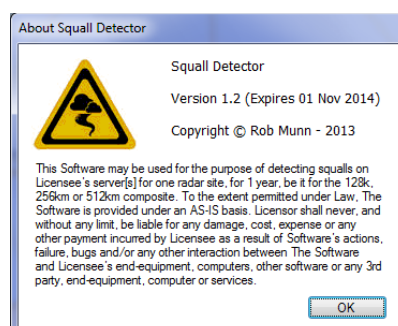 About Squall Detector
Squall Detector
Version 1.2 (Expires 01 Nov 2014)
Copyright © Rob Munn - 2013
This Software may be used for the purpose of detecting squalls on
Licensee's server[s] for one radar site, for 1 year, be it for the 128k,
256km or 512km composite. To the extent permitted under Law, The
Software is provided under an AS-IS basis. Licensor shall never, and
without any limit, be liable for any damage, cost, expense or any
other payment incurred by Licensee as a result of Software's actions,
failure, bugs and/or any other interaction between The Software
and Licensee's end-equipment, computers, other software or any 3rd
party, end-equipment, computer or services.
OK